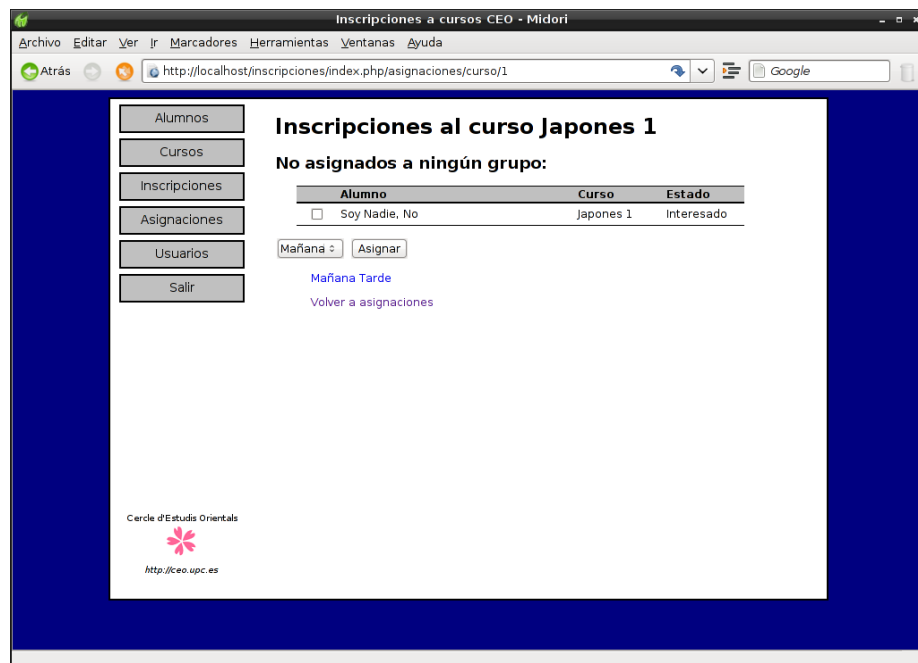 Inscripciones a cursos CEO - Midori
Archivo Editar Ver Ir Marcadores Herramientas Ventanas Ayuda
Atrás http://localhost/inscripciones/index.php/asignaciones/curso/1 Google
Alumnos
Cursos
Inscripciones
Asignaciones
Usuarios
Salir
Inscripciones al curso Japones 1
No asignados a ningún grupo:
Alumno Curso Estado
Soy Nadie, No Japones 1 Interesado
Mañana Asignar
Mañana Tarde
Volver a asignaciones
Cercle d'Estudis Orientals
http://ceo.upc.es